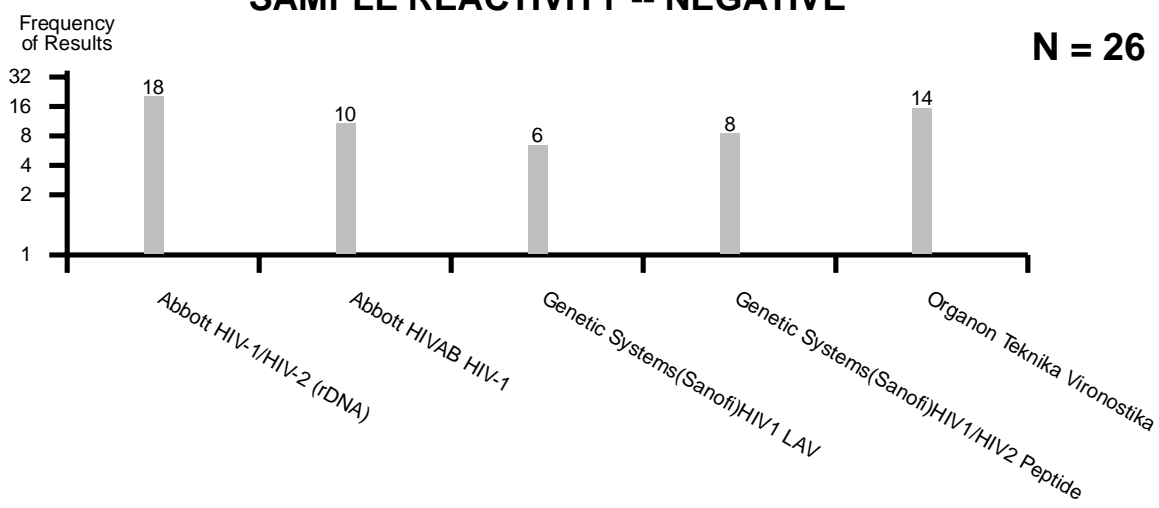 SAMPLE REACTIVITY -- NEGATIVE
Frequency
of Results
N = 26
32
16
8
4
2
1
18
10
6
8
14
Abbott HIV-1/HIV-2 (rDNA)
Abbott HIVAB HIV-1
Genetic Systems(Sanofi)HIV1 LAV
Genetic Systems(Sanofi)HIV1/HIV2 Peptide
Organon Teknika Vironostika